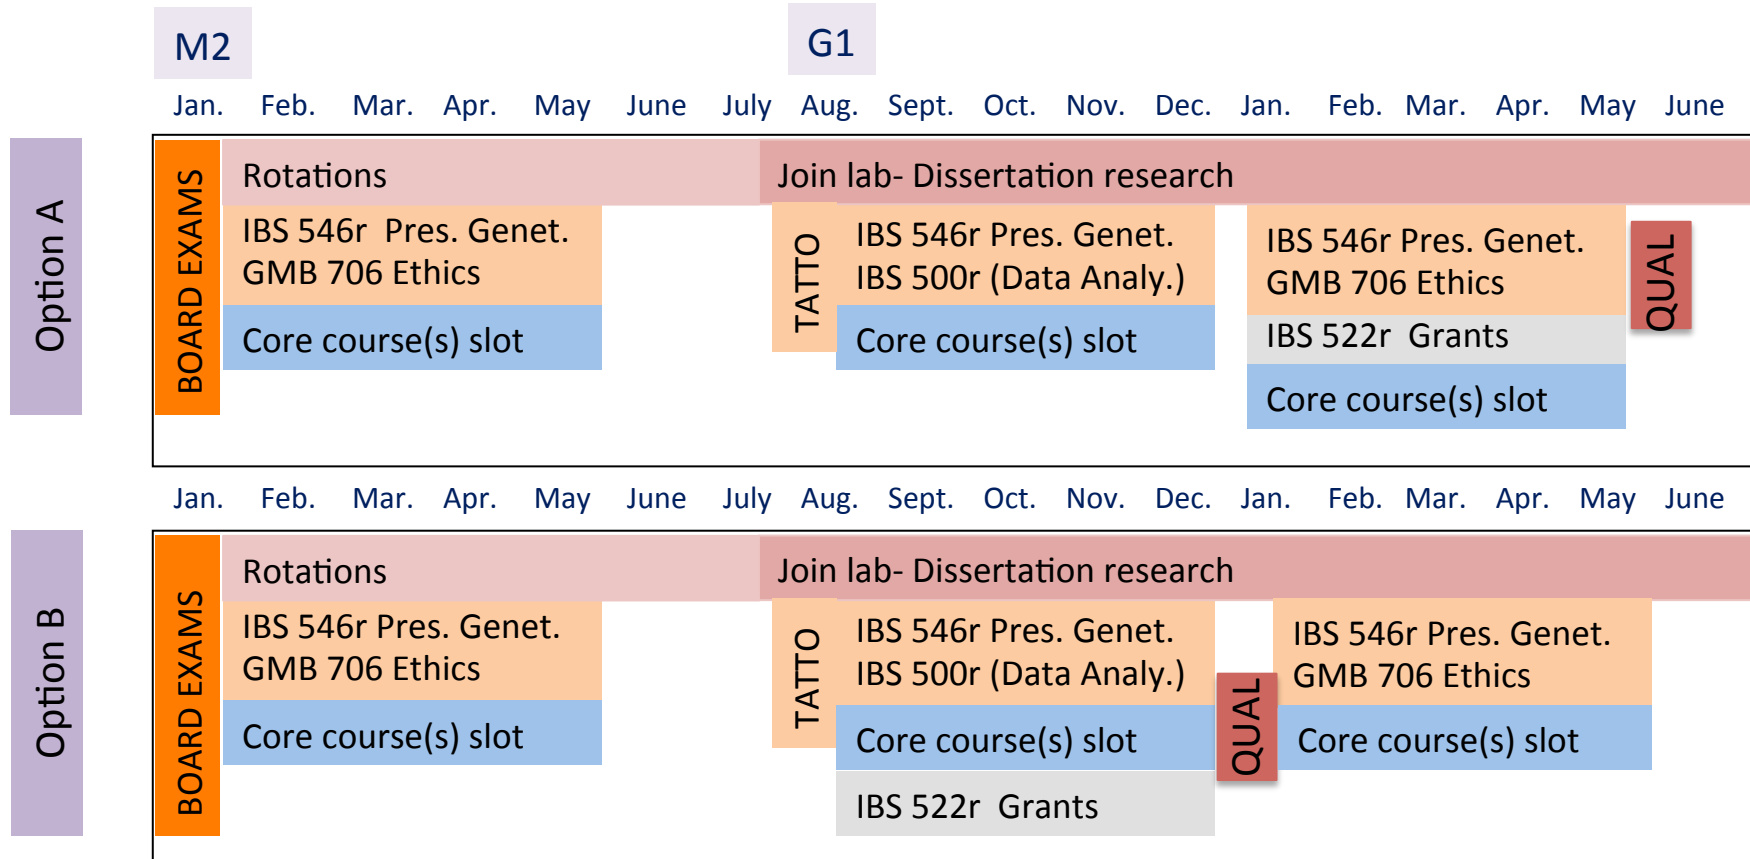 M2
G1
Jan. Feb. Mar. Apr. May June July Aug. Sept. Oct. Nov. Dec. Jan. Feb. Mar. Apr. May June
Option A
BOARD EXAMS
Rotations
Join lab- Dissertation research
IBS 546r Pres. Genet.
GMB 706 Ethics
Core course(s) slot
TATTO
IBS 546r Pres. Genet.
IBS 500r (Data Analy.)
Core course(s) slot
IBS 546r Pres. Genet.
GMB 706 Ethics
IBS 522r Grants
Core course(s) slot
QUAL
Jan. Feb. Mar. Apr. May June July Aug. Sept. Oct. Nov. Dec. Jan. Feb. Mar. Apr. May June
Option B
BOARD EXAMS
Rotations
Join lab- Dissertation research
IBS 546r Pres. Genet.
GMB 706 Ethics
Core course(s) slot
TATTO
IBS 546r Pres. Genet.
IBS 500r (Data Analy.)
Core course(s) slot
IBS 522r Grants
QUAL
IBS 546r Pres. Genet.
GMB 706 Ethics
Core course(s) slot